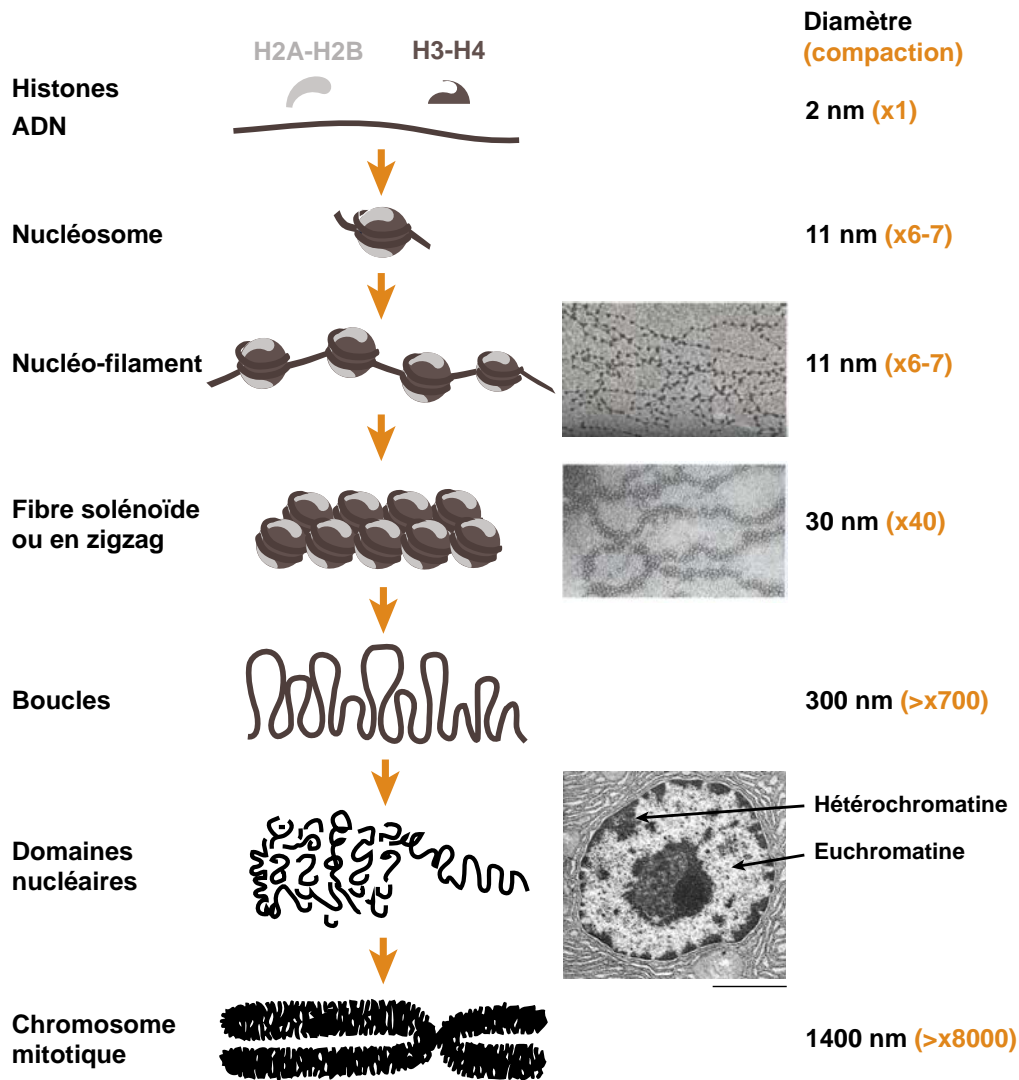 Diamètre
(compaction)
H2A-H2B
H3-H4
Histones
ADN
2 nm (x1)
Nucléosome
11 nm (x6-7)
Nucléo-filament
11 nm (x6-7)
Fibre solénoïde
ou en zigzag
30 nm (x40)
Boucles
300 nm (>x700)
Domaines
nucléaires
Hétérochromatine
Euchromatine
Chromosome
mitotique
1400 nm (>x8000)